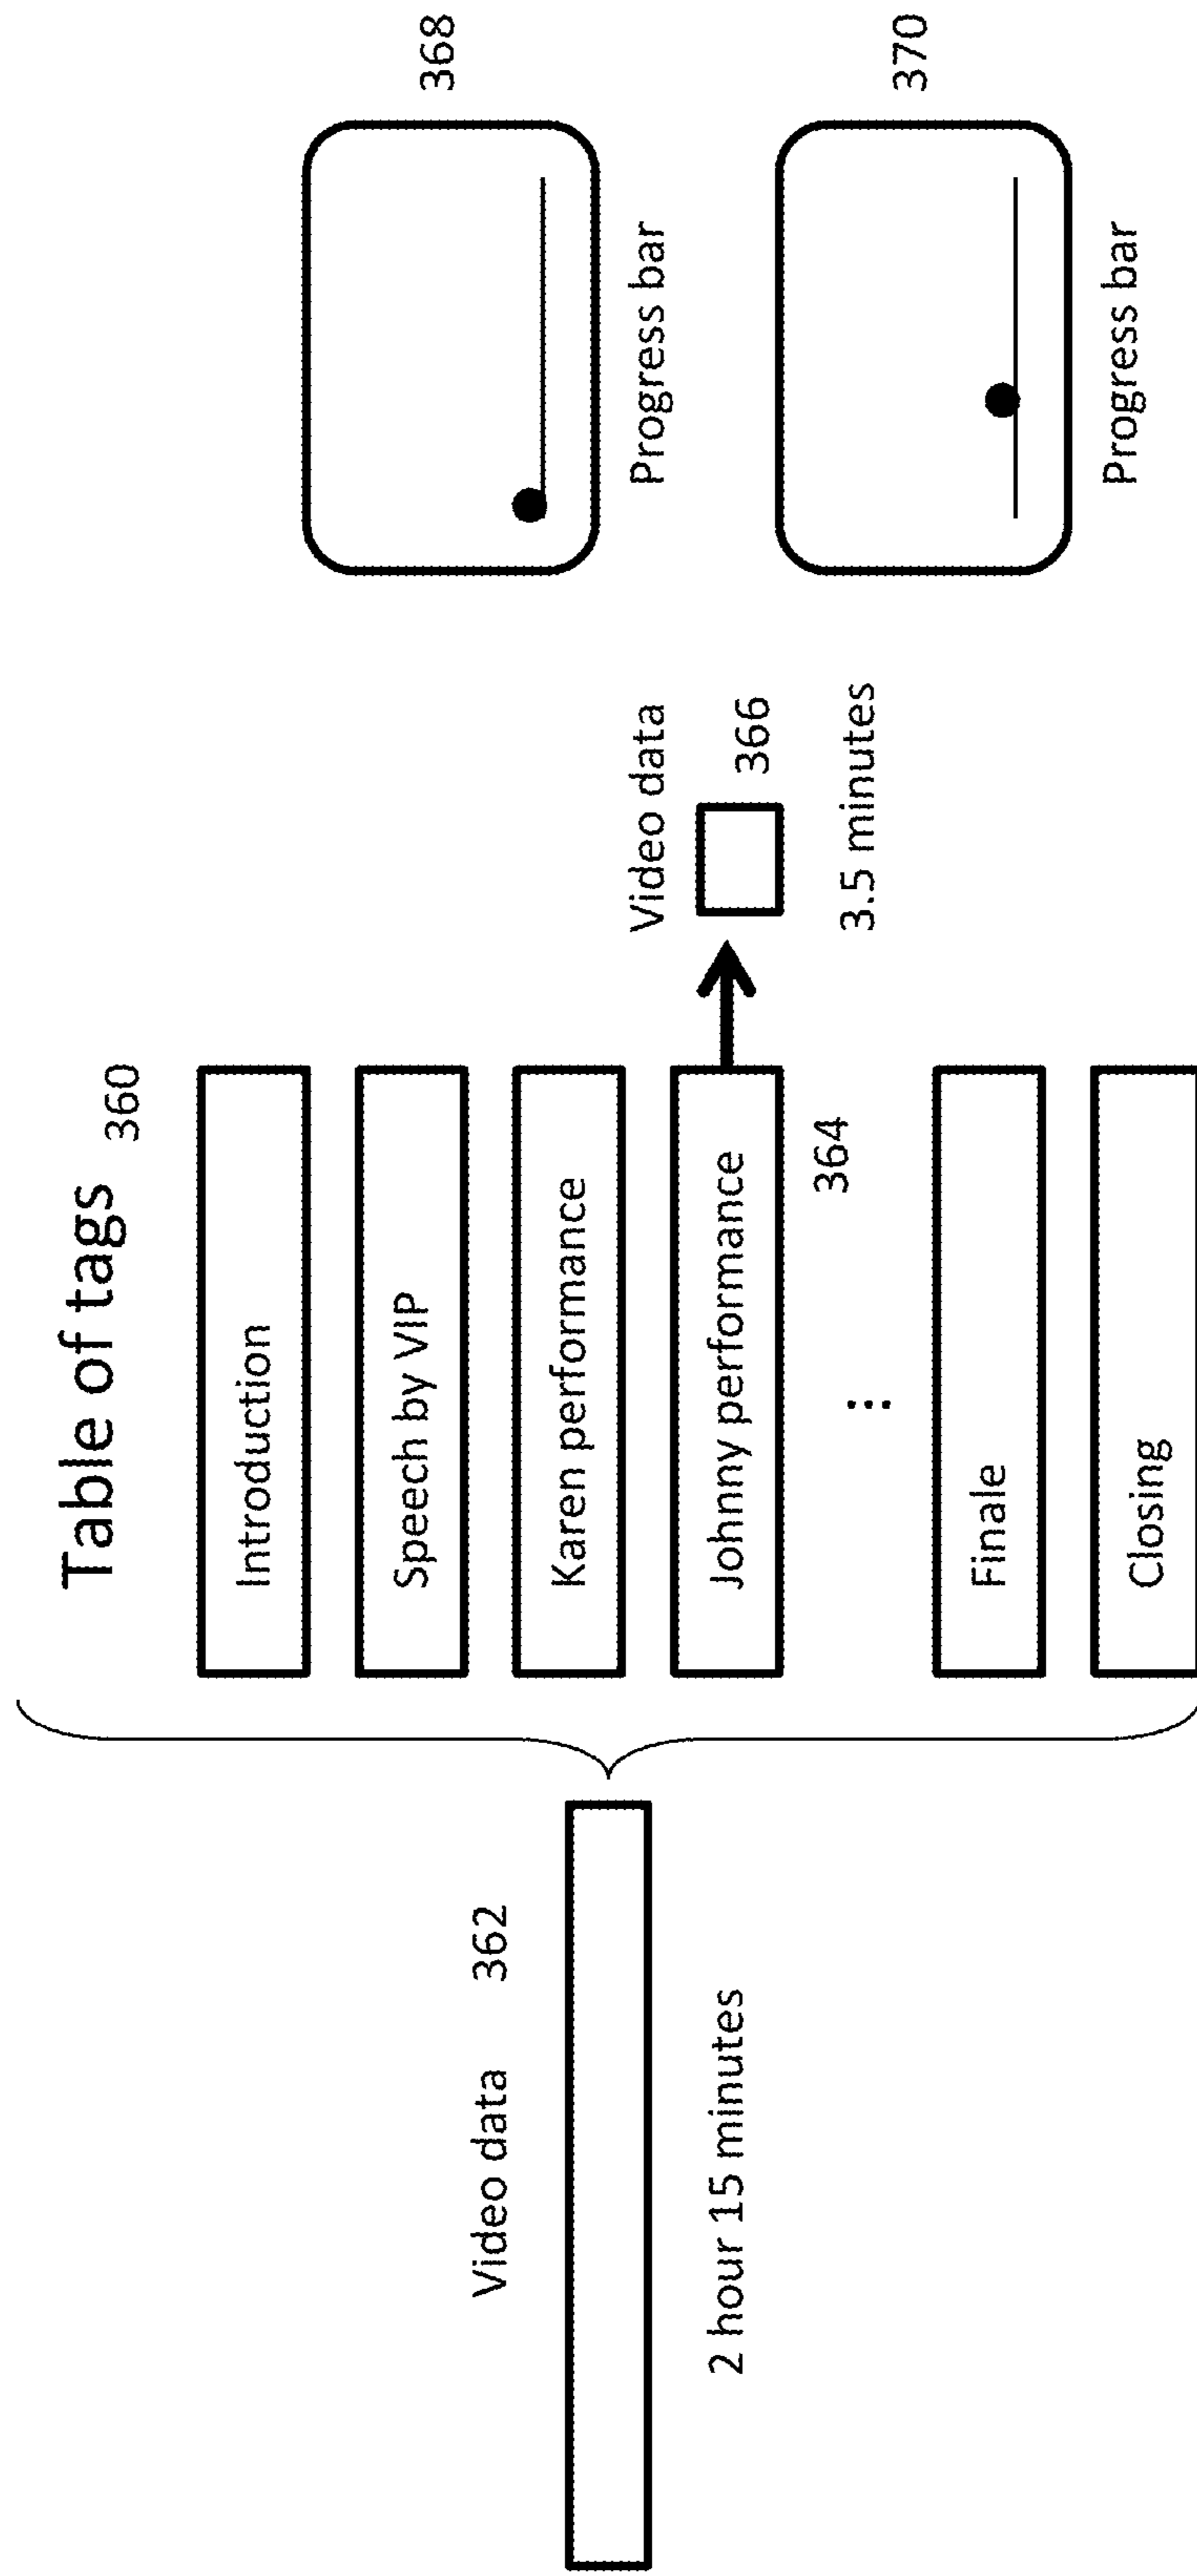 Table of tags 360
Video data 362
2 hour 15 minutes
Introduction
Speech by VIP
Karen performance
Johnny performance
364
⋮
Finale
Closing
Video data
366
3.5 minutes
368
Progress bar
370
Progress bar